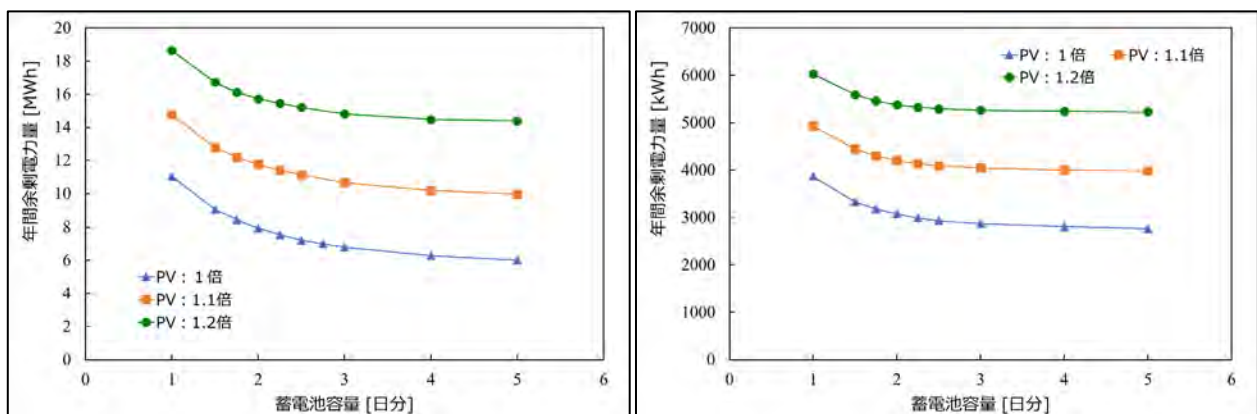 20
18
16
14
12
10
8
6
4
2
0
年間余剰電力量 [MWh]
PV：１倍
PV：1.1倍
PV：1.2倍
0 1 2 3 4 5 6
蓄電池容量 [日分]
7000
6000
5000
4000
3000
2000
1000
0
年間余剰電力量 [kWh]
PV：１倍 PV：1.1倍
PV：1.2倍
0 1 2 3 4 5 6
蓄電池容量 [日分]